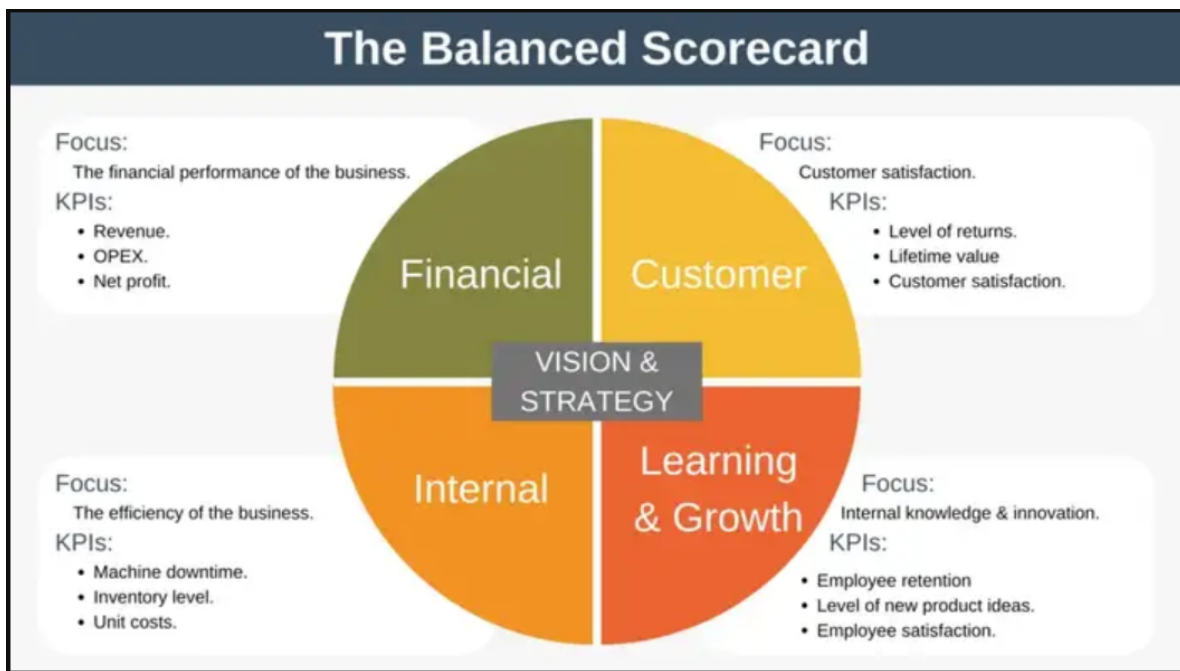 The Balanced Scorecard
Focus:
The financial performance of the business.
KPIs:
• Revenue.
• OPEX.
• Net profit.
Financial
Customer
Focus:
Customer satisfaction.
KPIs:
• Level of returns.
• Lifetime value
• Customer satisfaction.
VISION &
STRATEGY
Focus:
The efficiency of the business.
KPIs:
• Machine downtime.
• Inventory level.
• Unit costs.
Internal
Learning
& Growth
Focus:
Internal knowledge & innovation.
KPIs:
• Employee retention
• Level of new product ideas.
• Employee satisfaction.